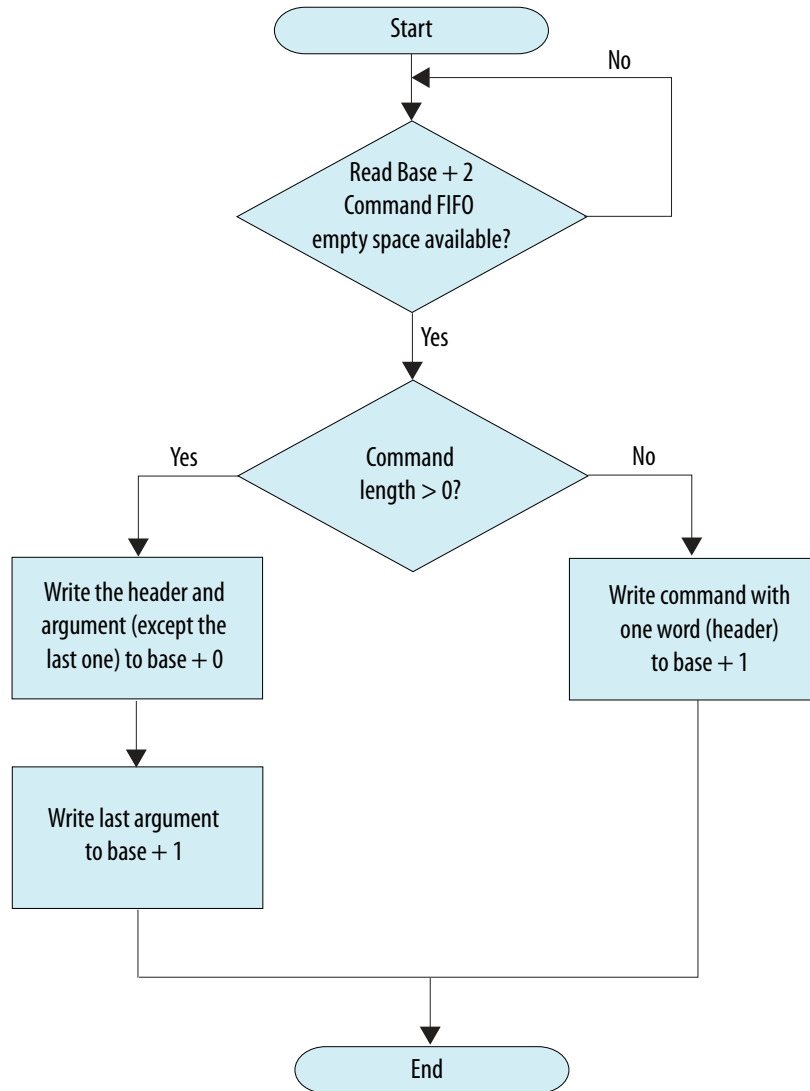 Start
No
Read Base + 2
Command FIFO
empty space available?
Yes
Command
length > 0?
Yes
No
Write the header and
argument (except the
last one) to base + 0
Write command with
one word (header)
to base + 1
Write last argument
to base + 1
End